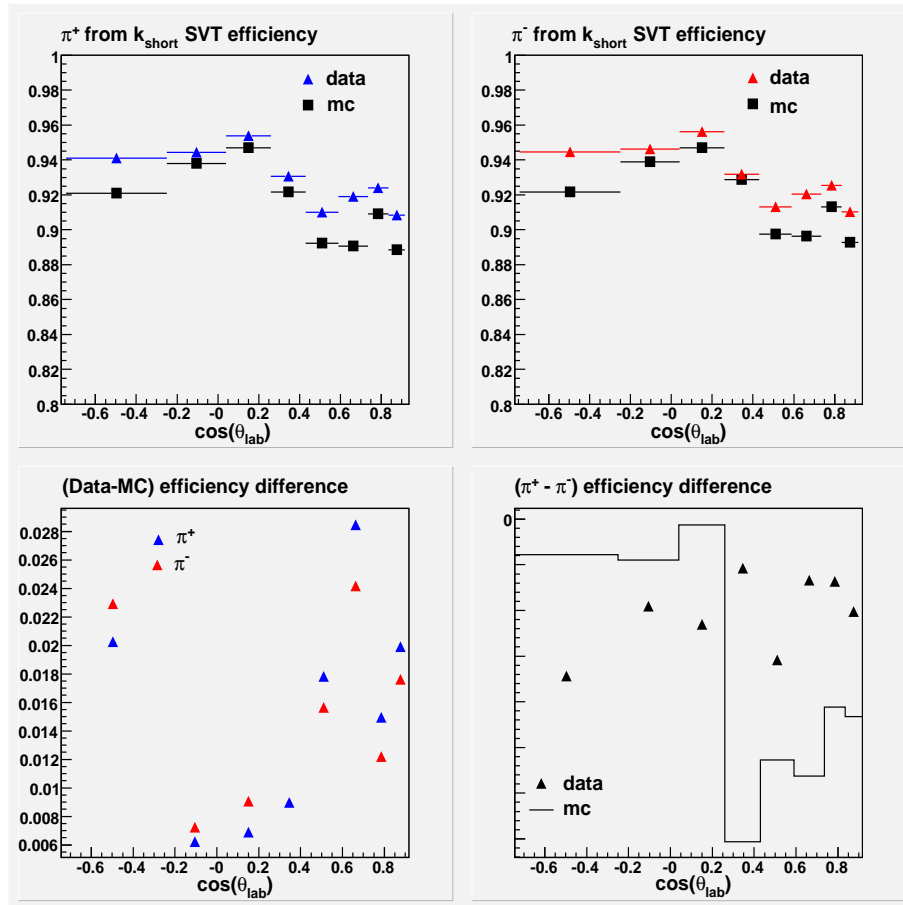 π+ from kshort SVT efficiency
1
0.98
0.96
0.94
0.92
0.9
0.88
0.86
0.84
0.82
0.8
data
mc
-0.6 -0.4 -0.2 -0 0.2 0.4 0.6 0.8
cos(θlab)
π- from kshort SVT efficiency
1
0.98
0.96
0.94
0.92
0.9
0.88
0.86
0.84
0.82
0.8
data
mc
-0.6 -0.4 -0.2 -0 0.2 0.4 0.6 0.8
cos(θlab)
(Data-MC) efficiency difference
0.028
0.026
0.024
0.022
0.02
0.018
0.016
0.014
0.012
0.01
0.008
0.006
π+
π-
-0.6 -0.4 -0.2 -0 0.2 0.4 0.6 0.8
cos(θlab)
(π+ - π-) efficiency difference
0
data
mc
-0.6 -0.4 -0.2 -0 0.2 0.4 0.6 0.8
cos(θlab)